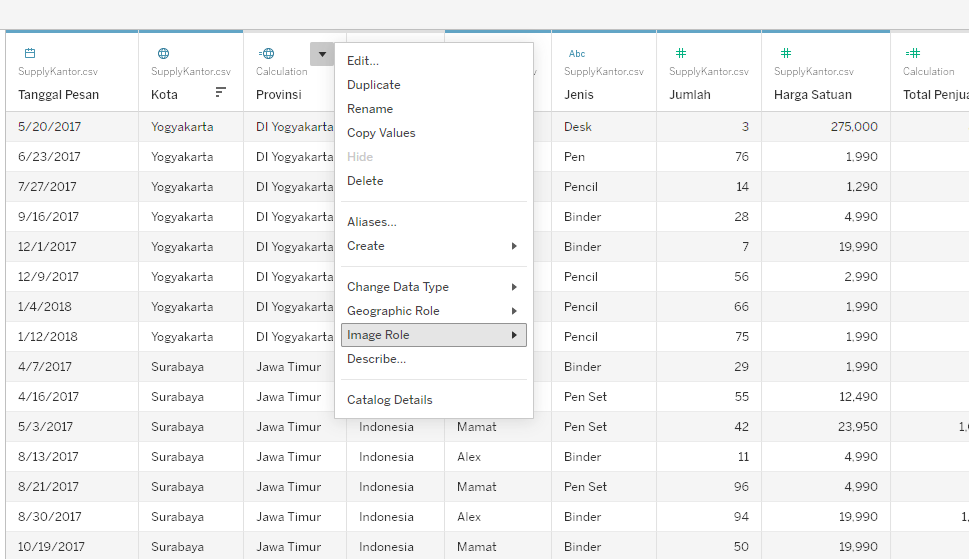 Abc
SupplyKantor.csv SupplyKantor.csv Calculation SupplyKantor.csv SupplyKantor.csv SupplyKantor.csv Calculation
Tanggal Pesan Kota Provinsi Jenis Jumlah Harga Satuan Total Penjua
5/20/2017 Yogyakarta DI Yogyakarta Desk 3 275,000
6/23/2017 Yogyakarta DI Yogyakarta Pen 76 1,990
7/27/2017 Yogyakarta DI Yogyakarta Pencil 14 1,290
9/16/2017 Yogyakarta DI Yogyakarta Binder 28 4,990
12/1/2017 Yogyakarta DI Yogyakarta Binder 7 19,990
12/9/2017 Yogyakarta DI Yogyakarta Pencil 56 2,990
1/4/2018 Yogyakarta DI Yogyakarta Pencil 66 1,990
1/12/2018 Yogyakarta DI Yogyakarta Pencil 75 1,990
4/7/2017 Surabaya Jawa Timur Binder 29 1,990
4/16/2017 Surabaya Jawa Timur Pen Set 55 12,490
5/3/2017 Surabaya Jawa Timur Indonesia Mamat Pen Set 42 23,950
8/13/2017 Surabaya Jawa Timur Indonesia Alex Binder 11 4,990
8/21/2017 Surabaya Jawa Timur Indonesia Mamat Pen Set 96 4,990
8/30/2017 Surabaya Jawa Timur Indonesia Alex Binder 94 19,990
10/19/2017 Surabaya Jawa Timur Indonesia Mamat Binder 50 19,990
Edit...
Duplicate
Rename
Copy Values
Hide
Delete
Aliases...
Create
Change Data Type
Geographic Role
Image Role
Describe...
Catalog Details